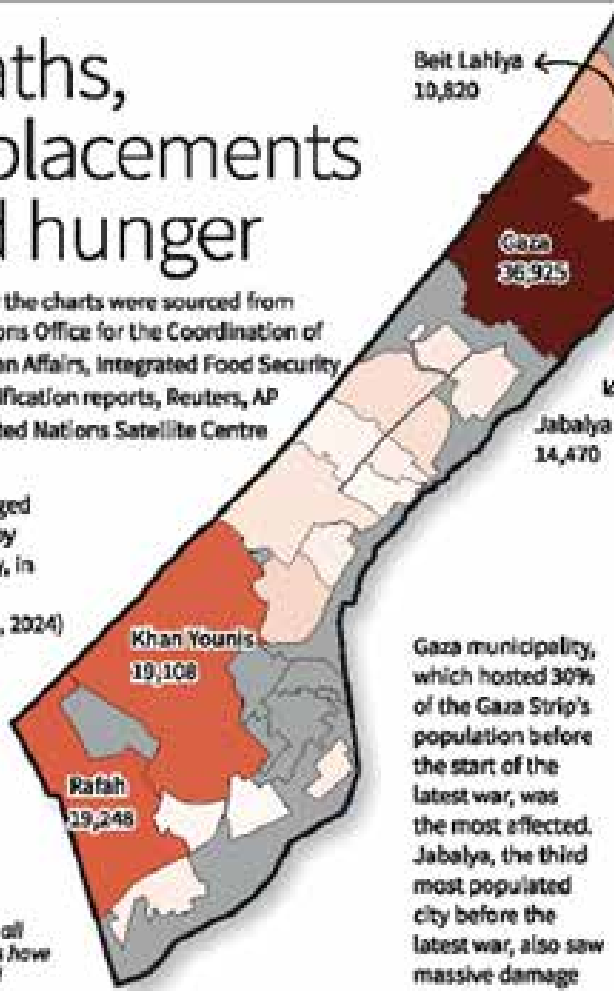 aths,
placements
d hunger
the charts were sourced from
ons Office for the Coordination of
an Affairs, Integrated Food Security
ification reports, Reuters, AP
ted Nations Satellite Centre
ged
by
y, in
, 2024)
all
s have
Beit Lahiya
10,820
Gaza
36,925
Jabalya
14,470
Khan Younis
19,108
Rafah
19,248
Gaza municipality,
which hosted 30%
of the Gaza Strip's
population before
the start of the
latest war, was
the most affected.
Jabalya, the third
most populated
city before the
latest war, also saw
massive damage